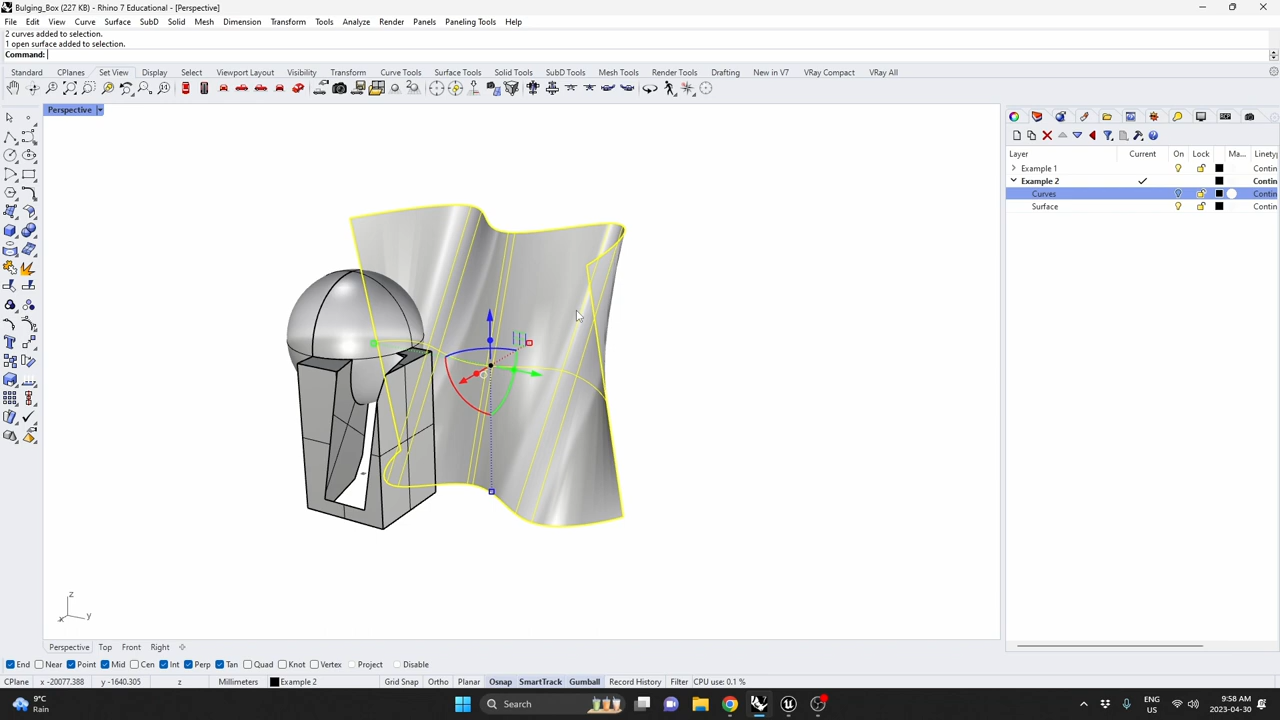 Bulging_Box (227 KB) - Rhino 7 Educational - [Perspective]
File Edit View Curve Surface SubD Solid Mesh Dimension Transform Tools Analyze Render Panels Paneling Tools Help
2 curves added to selection.
1 open surface added to selection.
Command:
Standard CPlanes Set View Display Select Viewport Layout Visibility Transform Curve Tools Surface Tools Solid Tools SubD Tools Mesh Tools Render Tools Drafting New in V7 VRay Compact VRay All
Perspective
Layer Current On Lock Ma... Linety
Example 1 Contin
Example 2 Contin
Curves Contin
Surface Contin
z
y
x
Perspective Top Front Right
End Near Point Mid Cen Int Perp Tan Quad Knot Vertex Project Disable
CPlane x -20077.388 y -1640.305 z Millimeters Example 2 Grid Snap Ortho Planar Osnap SmartTrack Gumball Record History Filter CPU use: 0.1 %
9°C
Rain
Search
ENG
US
9:58 AM
2023-04-30